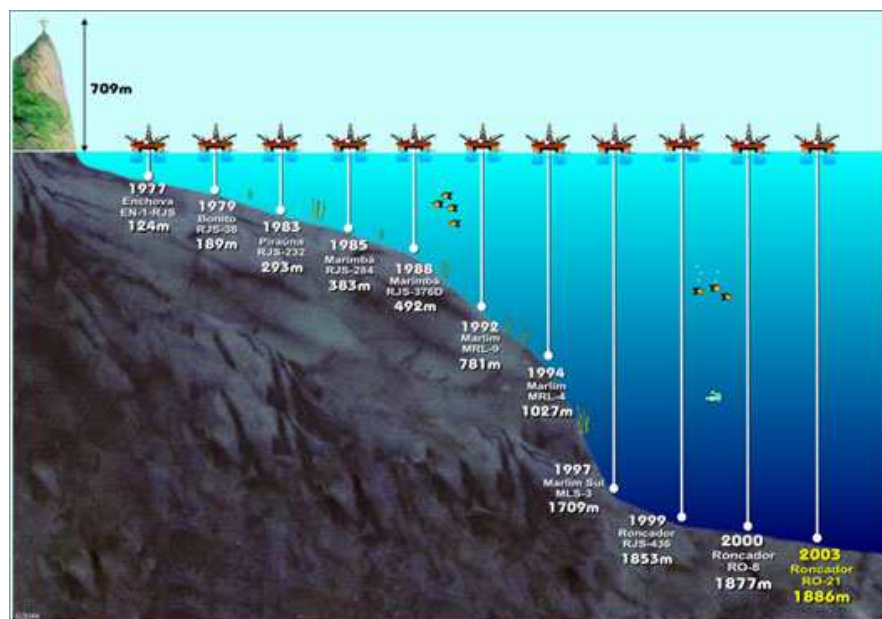 709m
1977
Enchova
EN-1-RJS
124m
1979
Bonito
RJS-38
189m
1983
Piraúna
RJS-232
293m
1985
Marimbá
RJS-284
383m
1988
Marimbá
RJS-376D
492m
1992
Marlim
MRL-9
781m
1994
Marlim
MRL-4
1027m
1997
Marlim Sul
MLS-3
1709m
1999
Roncador
RJS-436
1853m
2000
Roncador
RO-8
1877m
2003
Roncador
RO-21
1886m